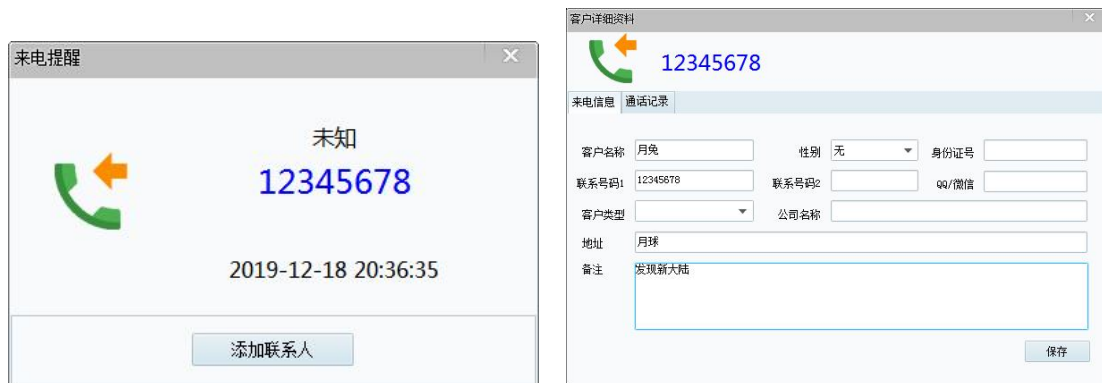 来电提醒
未知
12345678
2019-12-18 20:36:35
添加联系人
客户详细资料
12345678
来电信息 通话记录
客户名称 月兔 性别 无 身份证号
联系号码1 12345678 联系号码2 QQ/微信
客户类型 公司名称
地址 月球
备注 发现新大陆
保存